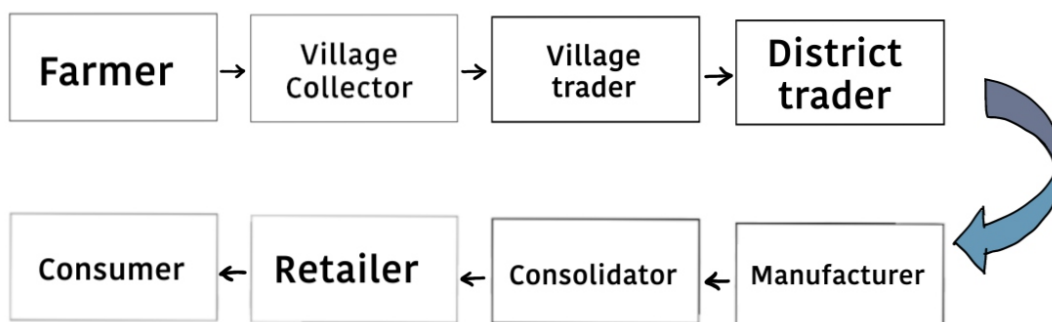 Farmer
Village
Collector
Village
trader
District
trader
Consumer
Retailer
Consolidator
Manufacturer